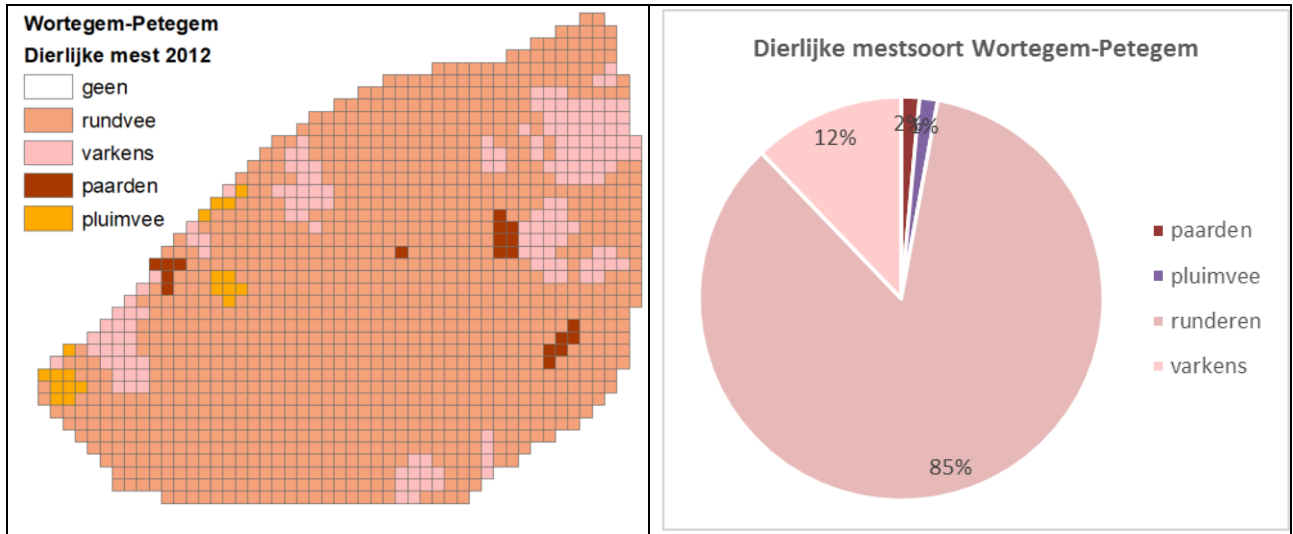 Wortegem-Petegem
Dierlijke mest 2012
geen
rundvee
varkens
paarden
pluimvee
Dierlijke mestsoort Wortegem-Petegem
2%
12%
85%
paarden
pluimvee
runderen
varkens